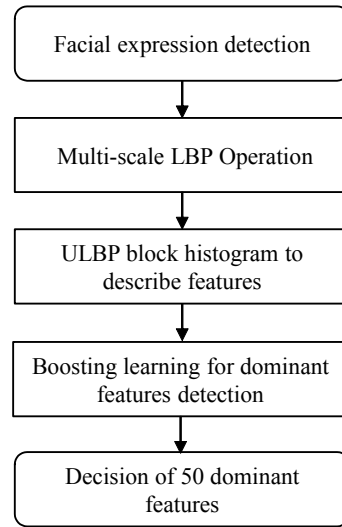 Facial expression detection
Multi-scale LBP Operation
ULBP block histogram to
describe features
Boosting learning for dominant
features detection
Decision of 50 dominant
features